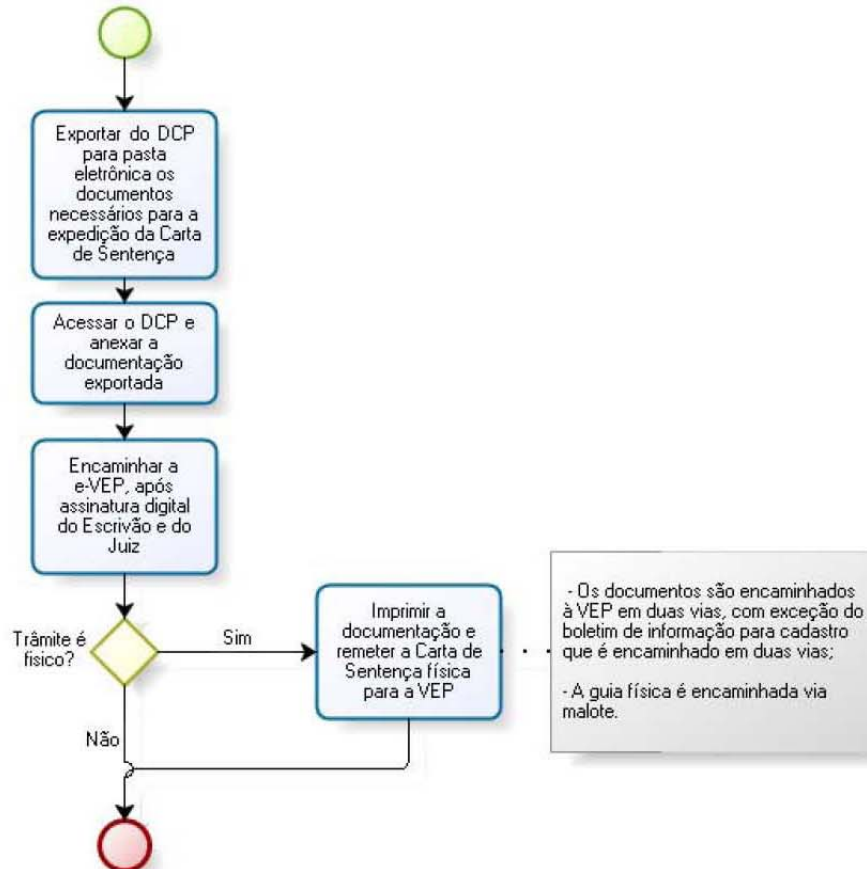 Exportar do DCP
para pasta
eletrônica os
documentos
necessários para a
expedição da Carta
de Sentença
Acessar o DCP e
anexar a
documentação
exportada
Encaminhar a
e-VEP, após
assinatura digital
do Escrivão e do
Juiz
Trâmite é
fisico?
Sim
Não
Imprimir a
documentação e
remeter a Carta de
Sentença física
para a VEP
- Os documentos são encaminhados
à VEP em duas vias, com exceção do
boletim de informação para cadastro
que é encaminhado em duas vias;
- A guia física é encaminhada via
malote.